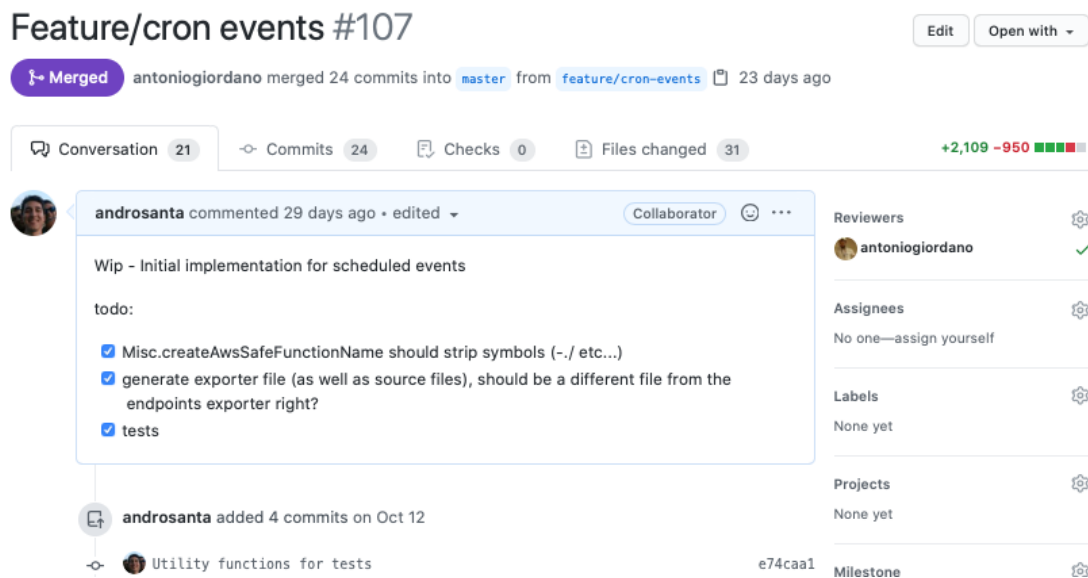 Feature/cron events #107
Edit
Open with
Merged
antoniogiordano merged 24 commits into master from feature/cron-events 23 days ago
Conversation 21
Commits 24
Checks 0
Files changed 31
+2,109 −950
androsanta commented 29 days ago • edited
Collaborator
Wip - Initial implementation for scheduled events
todo:
Misc.createAwsSafeFunctionName should strip symbols (-./ etc...)
generate exporter file (as well as source files), should be a different file from the
endpoints exporter right?
tests
androsanta added 4 commits on Oct 12
Utility functions for tests
e74caa1
Reviewers
antoniogiordano
Assignees
No one—assign yourself
Labels
None yet
Projects
None yet
Milestone